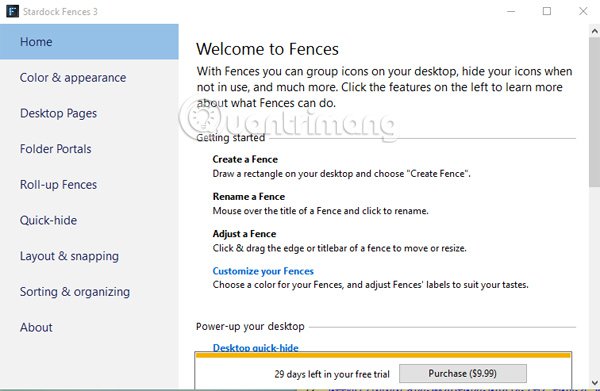 Stardock Fences 3
Home
Color & appearance
Desktop Pages
Folder Portals
Roll-up Fences
Quick-hide
Layout & snapping
Sorting & organizing
About
Welcome to Fences
With Fences you can group icons on your desktop, hide your icons when
not in use, and much more. Click the features on the left to learn more
about what Fences can do.
Quantrimang
Getting started
Create a Fence
Draw a rectangle on your desktop and choose "Create Fence".
Rename a Fence
Mouse over the title of a Fence and click to rename.
Adjust a Fence
Click & drag the edge or titlebar of a fence to move or resize.
Customize your Fences
Choose a color for your Fences, and adjust Fences' labels to suit your tastes.
Power-up your desktop
Desktop quick-hide
29 days left in your free trial
Purchase ($9.99)